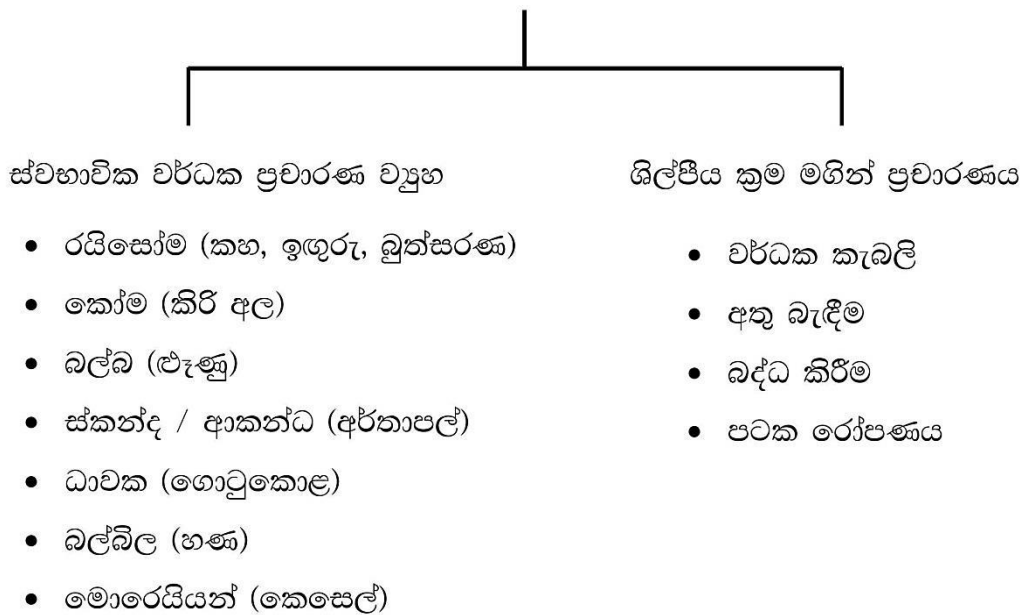 ස්වභාවික වර්ධක ප්‍රචාරණ ව්‍යුහ
• රයිසෝම (කහ, ඉඟුරු, බුත්සරණ)
• කෝම (කිරි අල)
• බල්බ (ළූණු)
• ස්කන්ද / ආකන්ධ (අර්තාපල්)
• ධාවක (ගොටුකොළ)
• බල්බිල (හණ)
• මොරෙයියන් (කෙසෙල්)
ශිල්පීය ක්‍රම මගින් ප්‍රචාරණය
• වර්ධක කැබලි
• අතු බැඳීම
• බද්ධ කිරීම
• පටක රෝපණය